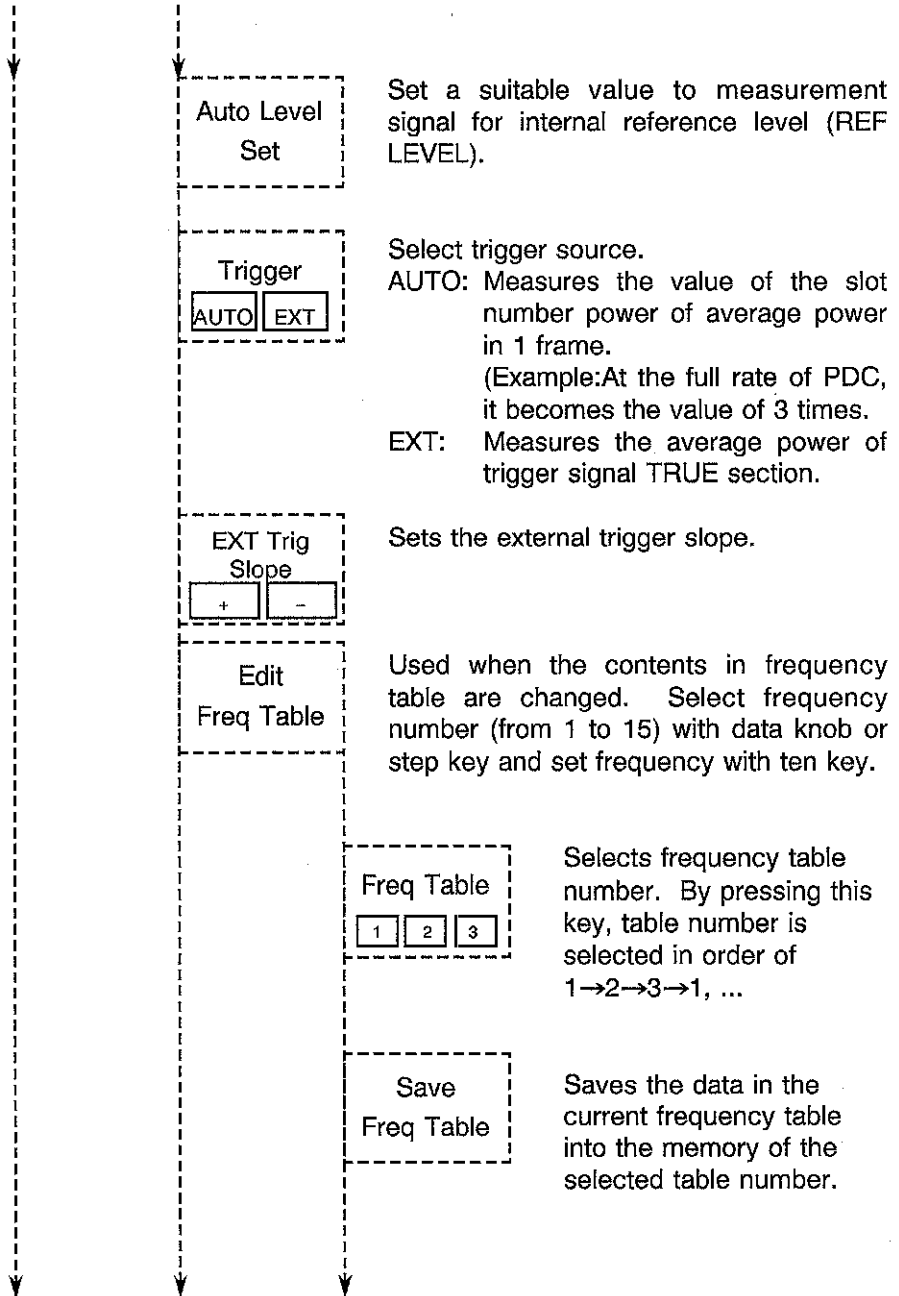 Auto Level
Set
Set a suitable value to measurement
signal for internal reference level (REF
LEVEL).
Trigger
AUTO EXT
Select trigger source.
AUTO: Measures the value of the slot
number power of average power
in 1 frame.
(Example:At the full rate of PDC,
it becomes the value of 3 times.
EXT: Measures the average power of
trigger signal TRUE section.
EXT Trig
Slope
+ −
Sets the external trigger slope.
Edit
Freq Table
Used when the contents in frequency
table are changed. Select frequency
number (from 1 to 15) with data knob or
step key and set frequency with ten key.
Freq Table
1 2 3
Selects frequency table
number. By pressing this
key, table number is
selected in order of
1→2→3→1, ...
Save
Freq Table
Saves the data in the
current frequency table
into the memory of the
selected table number.